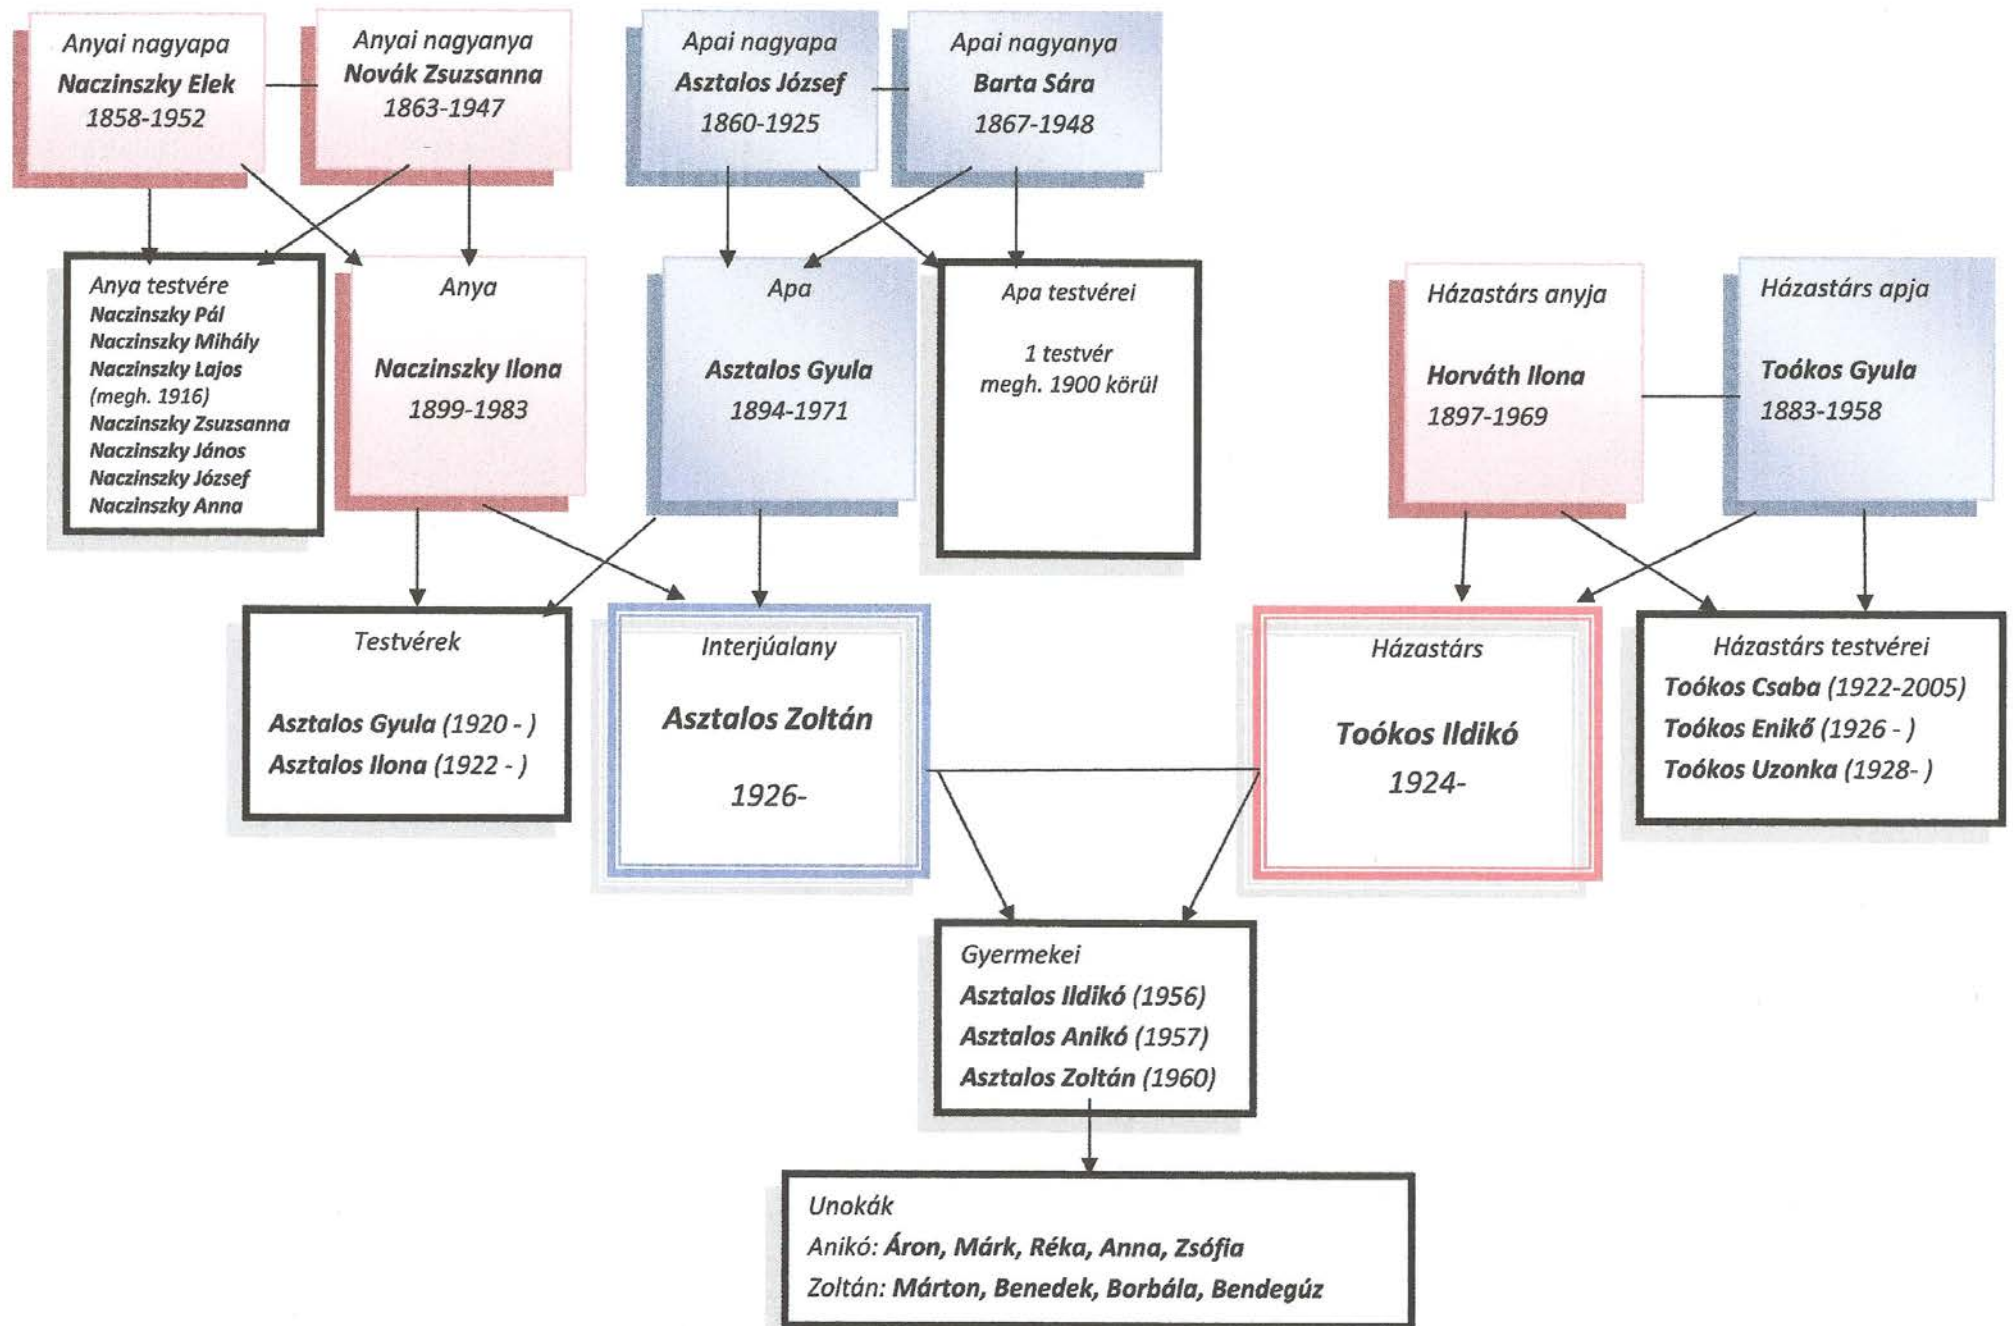 Anyai nagyapa
Naczinszky Elek
1858-1952
Anyai nagyanya
Novák Zsuzsanna
1863-1947
Apai nagyapa
Asztalos József
1860-1925
Apai nagyanya
Barta Sára
1867-1948
Anya testvére
Naczinszky Pál
Naczinszky Mihály
Naczinszky Lajos
(megh. 1916)
Naczinszky Zsuzsanna
Naczinszky János
Naczinszky József
Naczinszky Anna
Anya
Naczinszky Ilona
1899-1983
Apa
Asztalos Gyula
1894-1971
Apa testvérei
1 testvér
megh. 1900 körül
Házastárs anyja
Horváth Ilona
1897-1969
Házastárs apja
Toókos Gyula
1883-1958
Testvérek
Asztalos Gyula (1920 - )
Asztalos Ilona (1922 - )
Interjúalany
Asztalos Zoltán
1926-
Házastárs
Toókos Ildikó
1924-
Házastárs testvérei
Toókos Csaba (1922-2005)
Toókos Enikő (1926 - )
Toókos Uzonka (1928- )
Gyermekei
Asztalos Ildikó (1956)
Asztalos Anikó (1957)
Asztalos Zoltán (1960)
Unokák
Anikó: Áron, Márk, Réka, Anna, Zsófia
Zoltán: Márton, Benedek, Borbála, Bendegúz